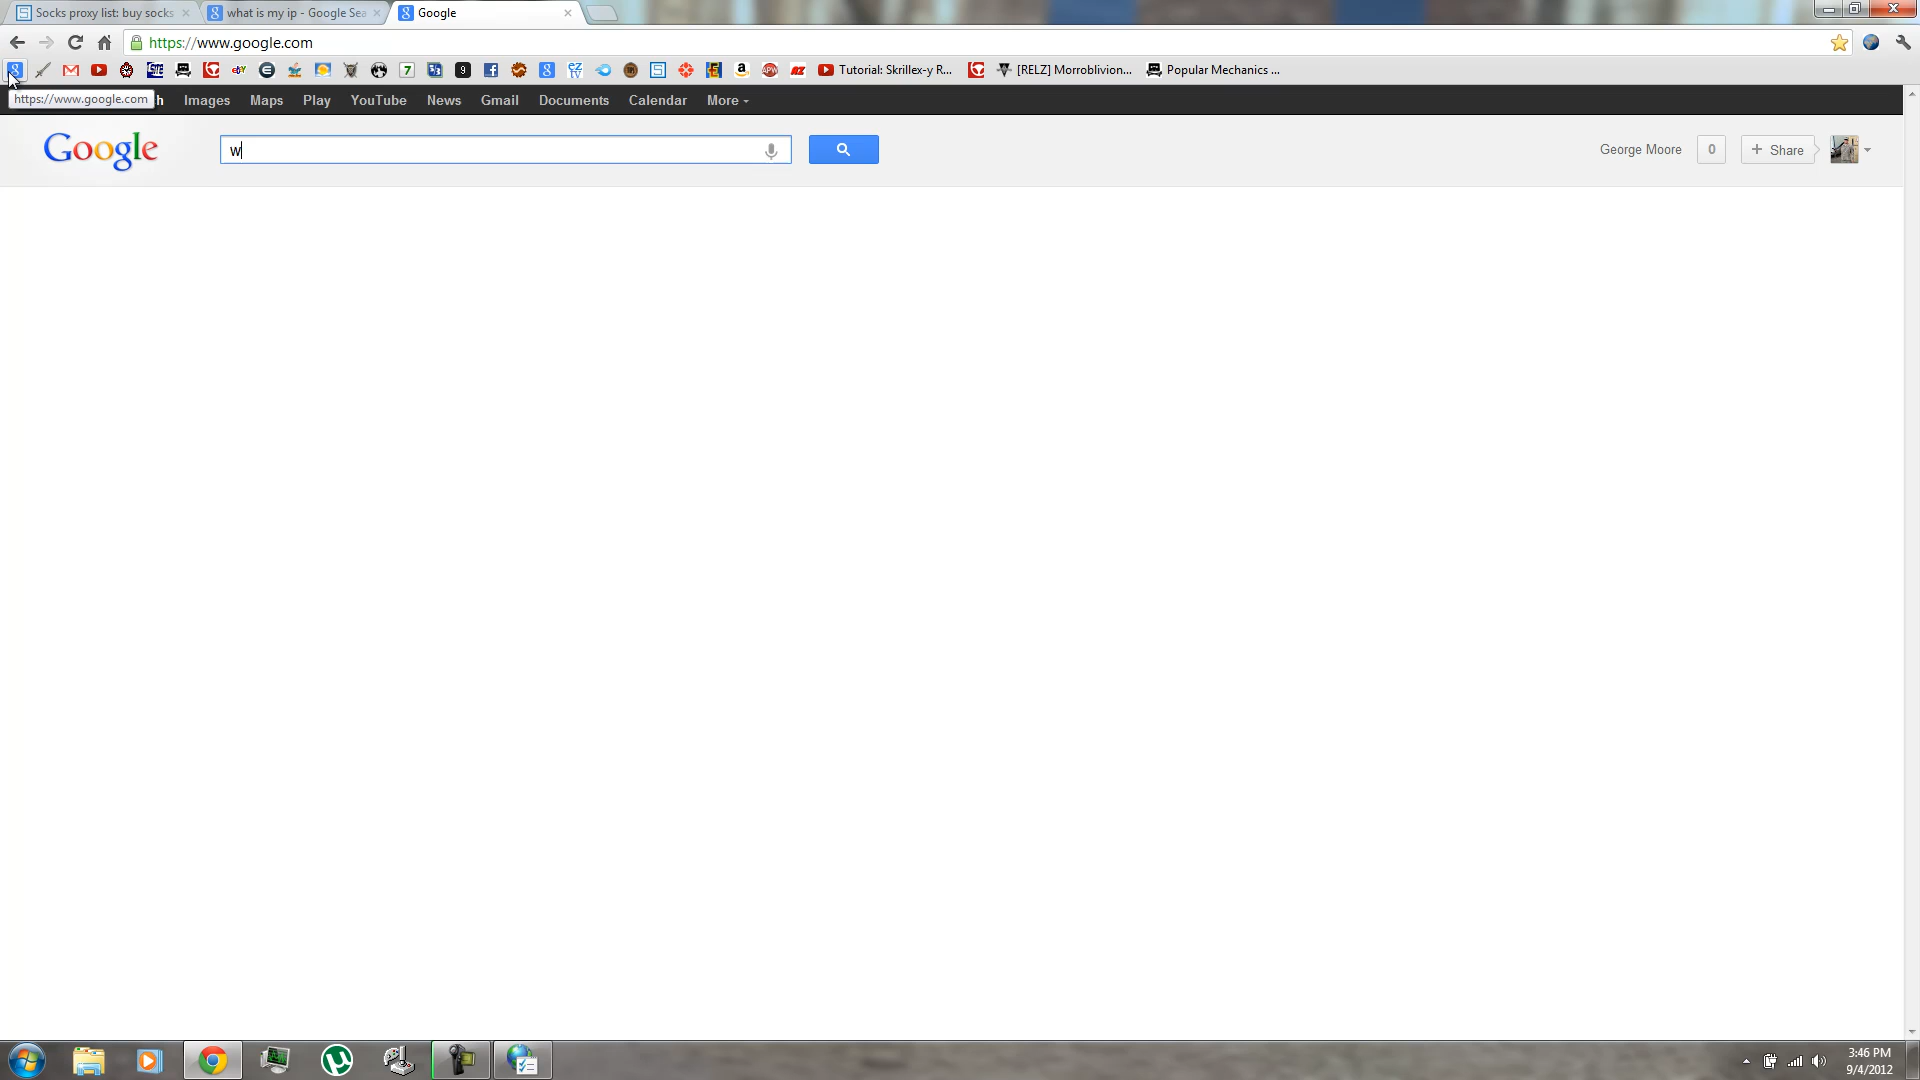 Socks proxy list: buy socks
what is my ip - Google Sea
Google
https://www.google.com
Tutorial: Skrillex-y R...
[RELZ] Morroblivion...
Popular Mechanics ...
https://www.google.com
h
Images
Maps
Play
YouTube
News
Gmail
Documents
Calendar
More
Google
w
George Moore
0
+ Share
3:46 PM
9/4/2012